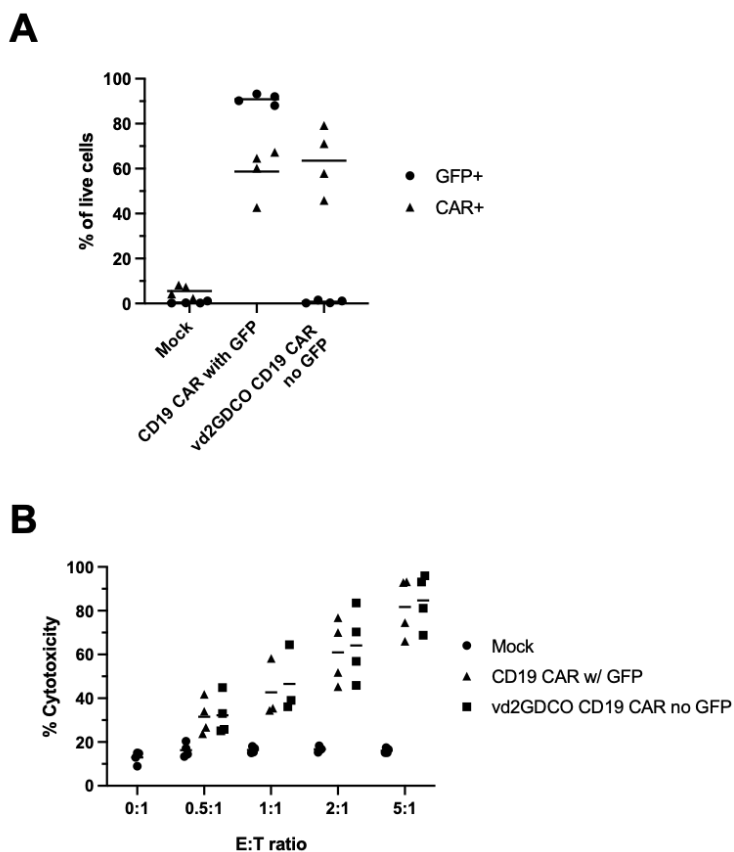 A
100
80
60
40
20
0
% of live cells
GFP+
CAR+
Mock
CD19 CAR with GFP
vd2GDCO CD19 CAR
no GFP
B
100
80
60
40
20
0
% Cytotoxicity
Mock
CD19 CAR w/ GFP
vd2GDCO CD19 CAR no GFP
0:1 0.5:1 1:1 2:1 5:1
E:T ratio